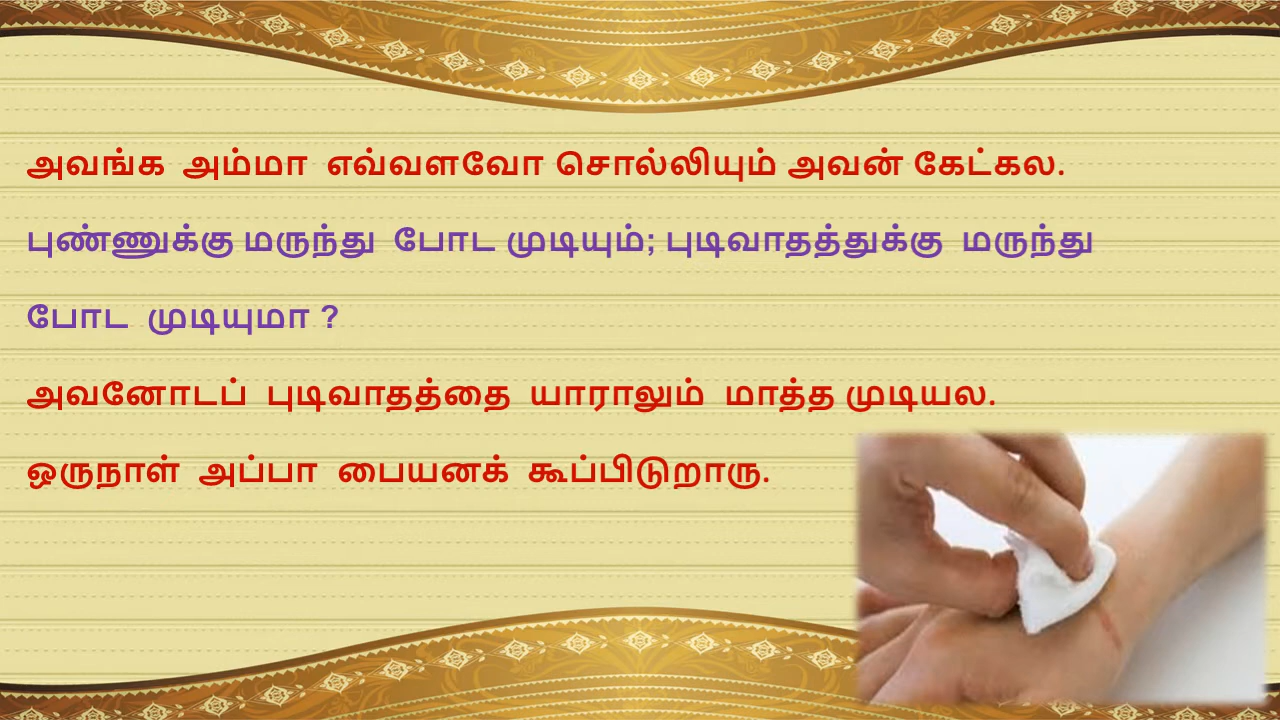 அவங்க அம்மா எவ்வளவோ சொல்லியும் அவன் கேட்கல.
புண்ணுக்கு மருந்து போட முடியும்; புடிவாதத்துக்கு மருந்து
போட முடியுமா ?
அவனோடப் புடிவாதத்தை யாராலும் மாத்த முடியல.
ஒருநாள் அப்பா பையனக் கூப்பிடுறாரு.